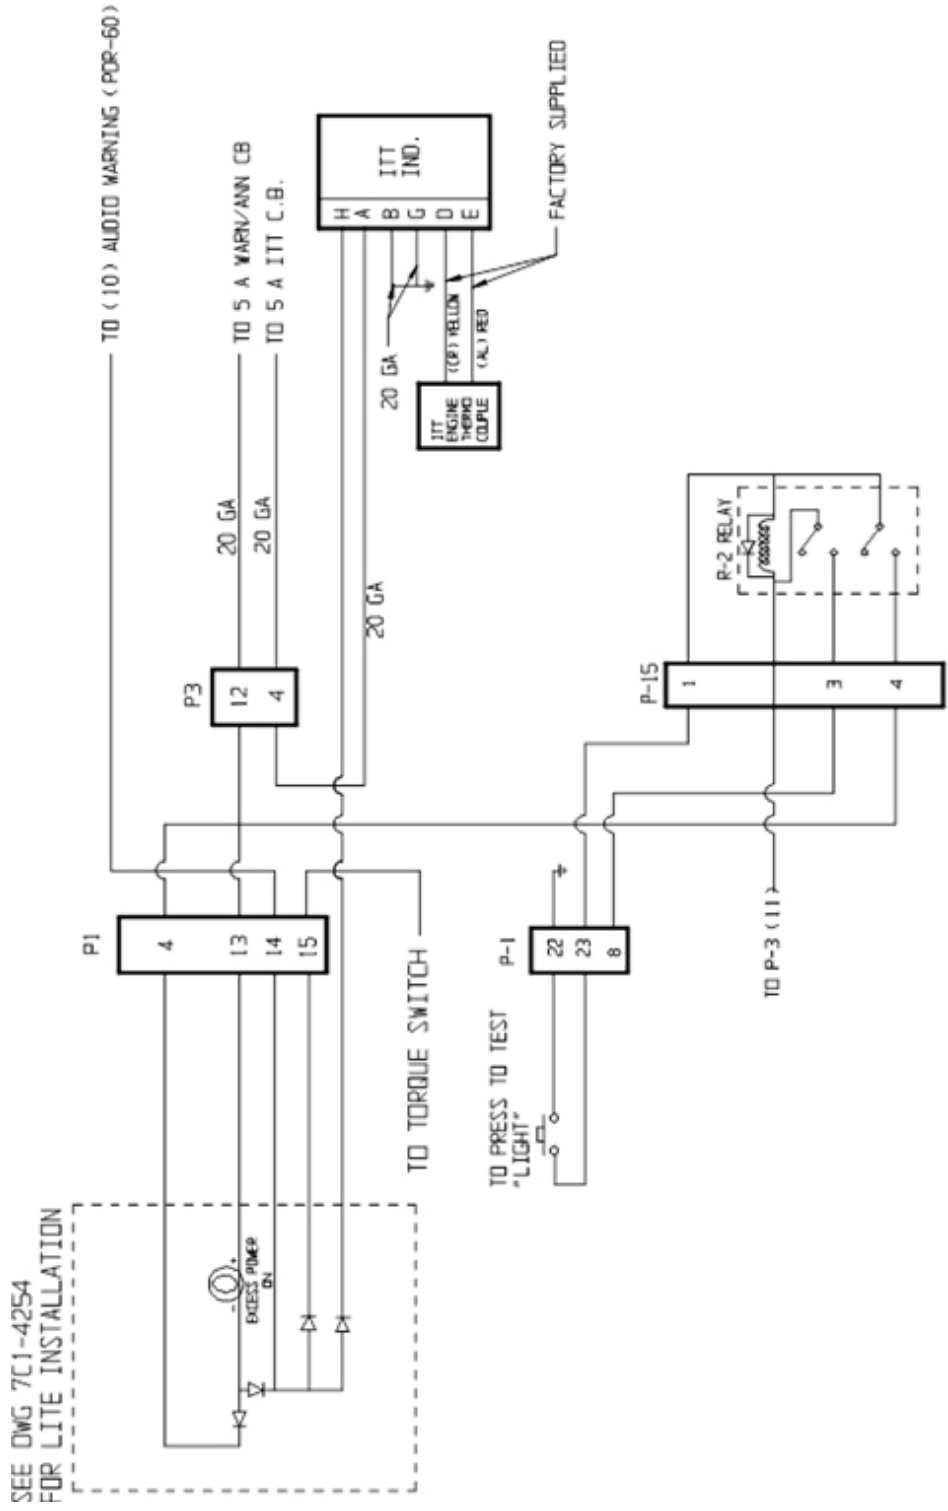 SEE DWG 7C1-4254
FOR LITE INSTALLATION
EXCESS POWER
ON
-
+
P1
4
13
14
15
TO TORQUE SWITCH
P3
12
4
20 GA
20 GA
TO (10) AUDIO WARNING (PDR-60)
TO 5 A WARN/ANN CB
TO 5 A ITT C.B.
20 GA
ITT
IND.
H
A
B
G
D
E
20 GA
(CR) YELLOW
(AL) RED
FACTORY SUPPLIED
ITT
ENGINE
THERMO
COUPLE
TO PRESS TO TEST
"LIGHT"
P-1
22
23
8
TO P-3 (11)
P-15
1
3
4
R-2 RELAY